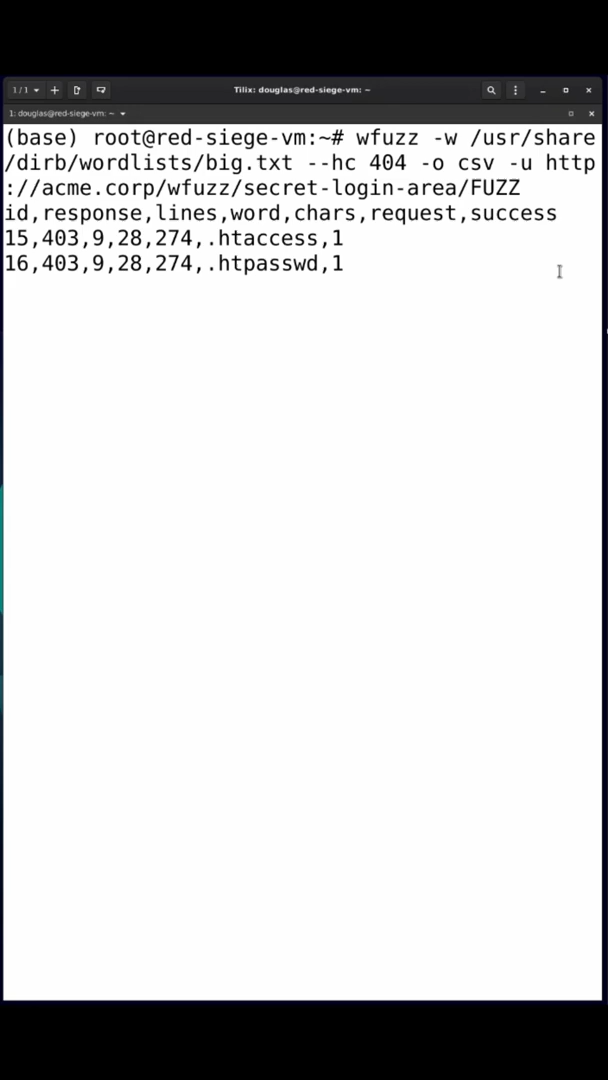 1 / 1
Tilix: douglas@red-siege-vm: ~
1: douglas@red-siege-vm: ~
(base) root@red-siege-vm:~# wfuzz -w /usr/share
/dirb/wordlists/big.txt --hc 404 -o csv -u http
://acme.corp/wfuzz/secret-login-area/FUZZ
id,response,lines,word,chars,request,success
15,403,9,28,274,.htaccess,1
16,403,9,28,274,.htpasswd,1